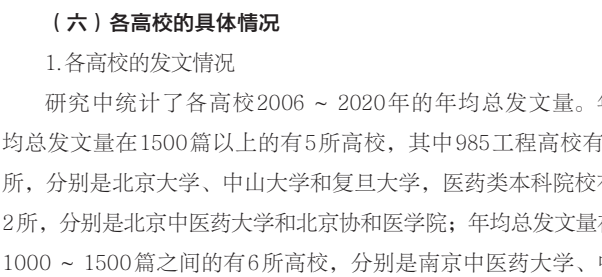 （六）各高校的具体情况
1.各高校的发文情况
研究中统计了各高校2006 ~ 2020年的年均总发文量。
均总发文量在1500篇以上的有5所高校，其中985工程高校有
所，分别是北京大学、中山大学和复旦大学，医药类本科院校
2所，分别是北京中医药大学和北京协和医学院；年均总发文量
1000 ~ 1500篇之间的有6所高校，分别是南京中医药大学、